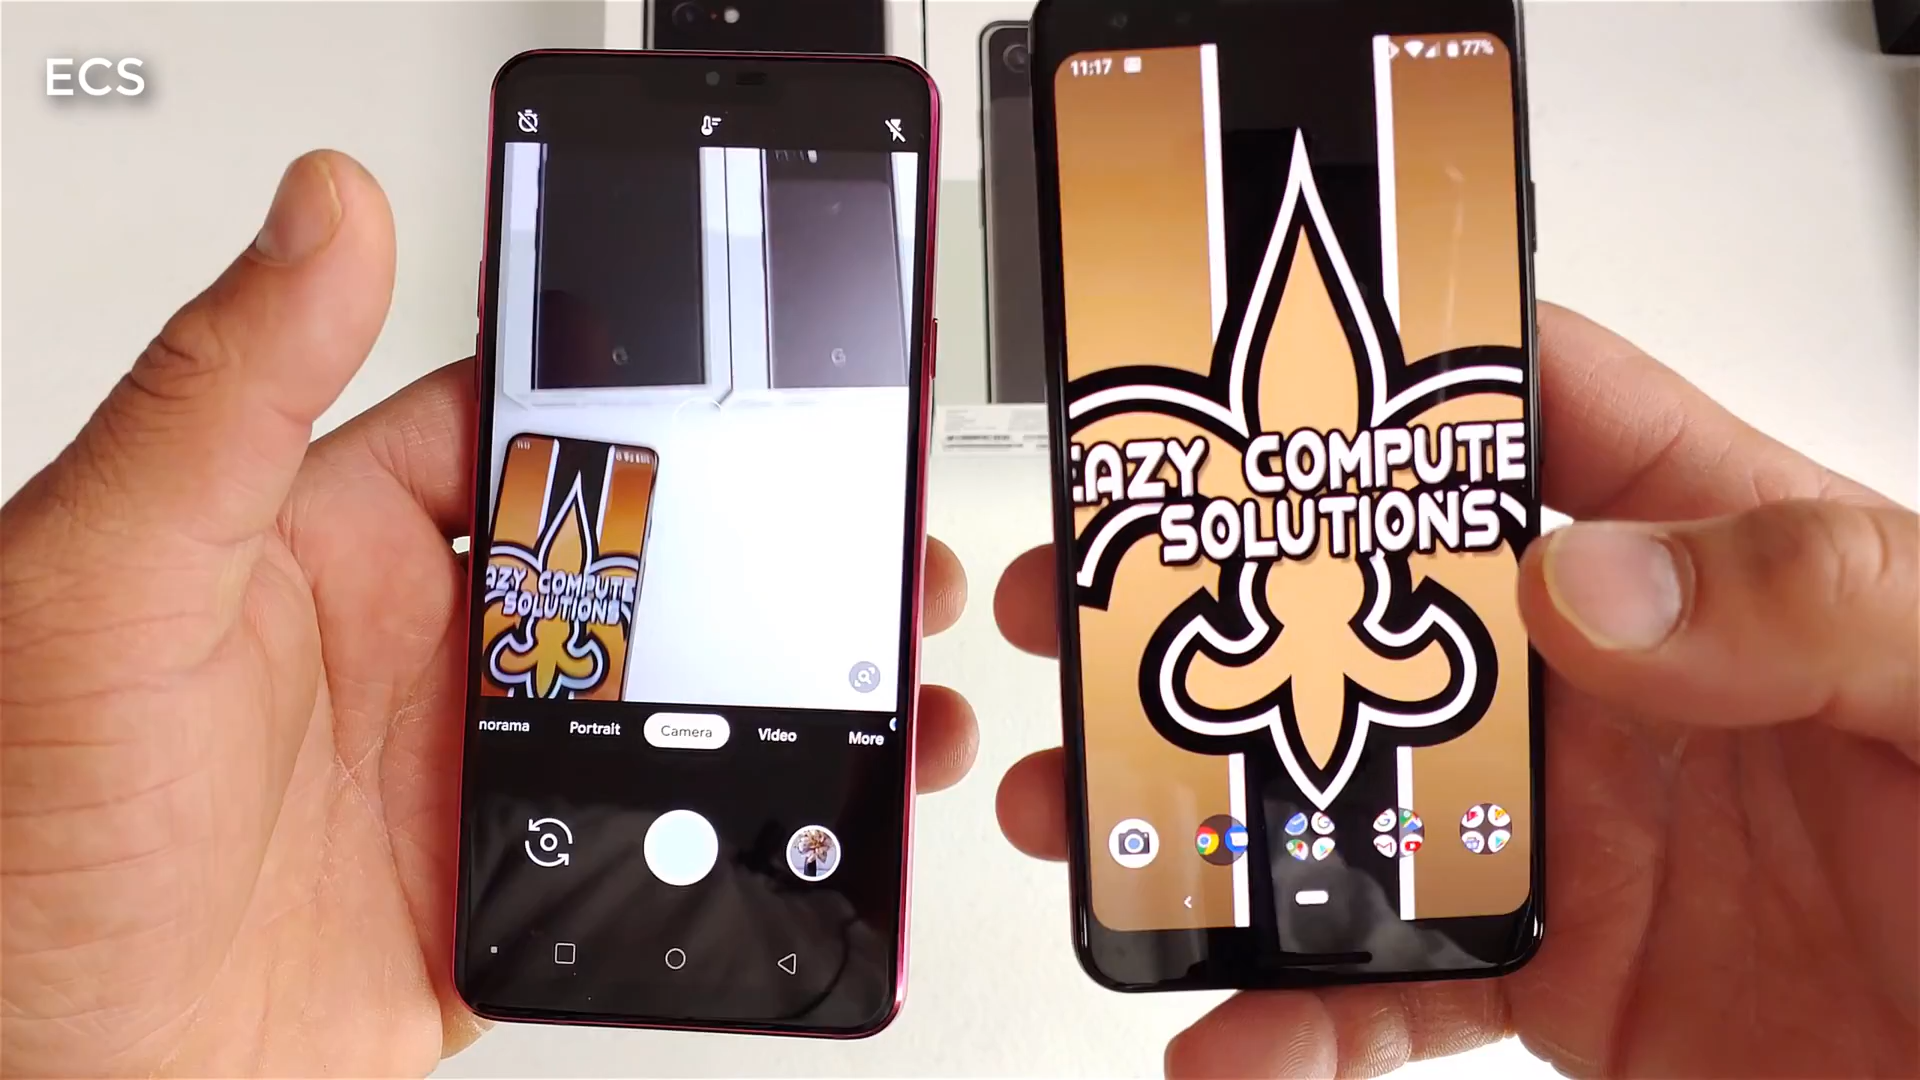 ECS
11:17
77%
EAZY COMPUTE
SOLUTIONS
AZY COMPUTE
SOLUTIONS
norama
Portrait
Camera
Video
More